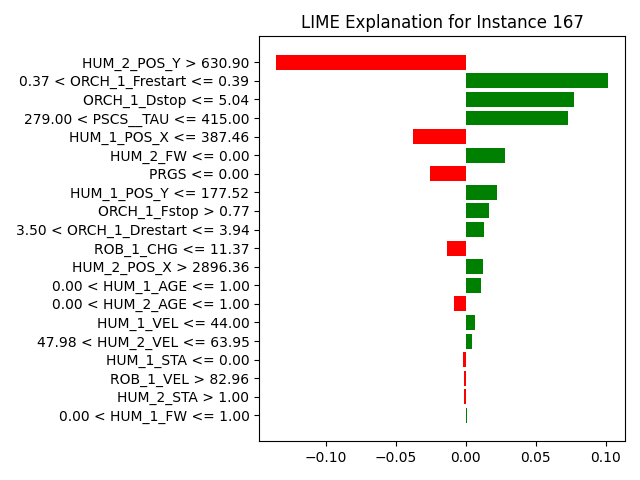 LIME Explanation for Instance 167
HUM_2_POS_Y > 630.90
0.37 < ORCH_1_Frestart <= 0.39
ORCH_1_Dstop <= 5.04
279.00 < PSCS__TAU <= 415.00
HUM_1_POS_X <= 387.46
HUM_2_FW <= 0.00
PRGS <= 0.00
HUM_1_POS_Y <= 177.52
ORCH_1_Fstop > 0.77
3.50 < ORCH_1_Drestart <= 3.94
ROB_1_CHG <= 11.37
HUM_2_POS_X > 2896.36
0.00 < HUM_1_AGE <= 1.00
0.00 < HUM_2_AGE <= 1.00
HUM_1_VEL <= 44.00
47.98 < HUM_2_VEL <= 63.95
HUM_1_STA <= 0.00
ROB_1_VEL > 82.96
HUM_2_STA > 1.00
0.00 < HUM_1_FW <= 1.00
−0.10 −0.05 0.00 0.05 0.10